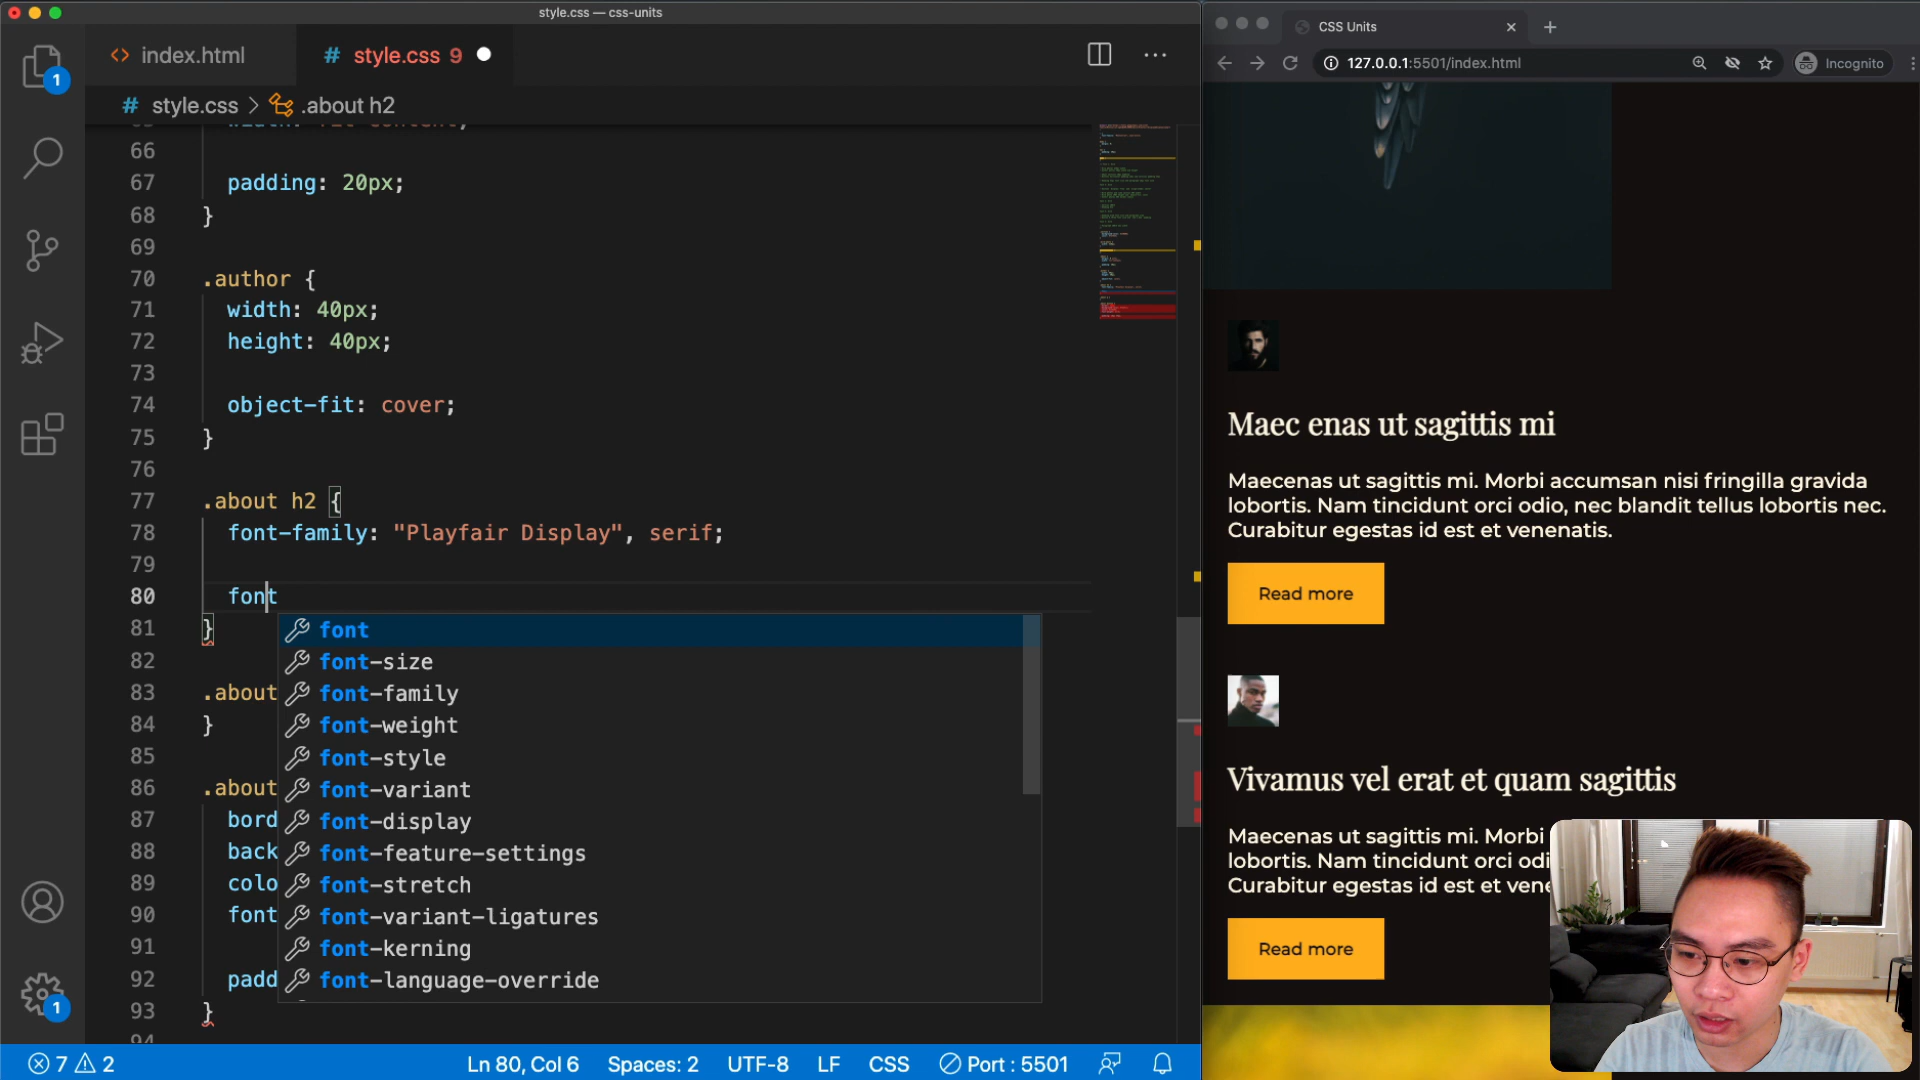 style.css — css-units
index.html
style.css 9
style.css > .about h2
66
67 padding: 20px;
68 }
69
70 .author {
71 width: 40px;
72 height: 40px;
73
74 object-fit: cover;
75 }
76
77 .about h2 {
78 font-family: "Playfair Display", serif;
79
80 font
81 }
82
83 .about
84 }
85
86 .about
87 bord
88 back
89 colo
90 font
91
92 padd
93 }
94
font
font-size
font-family
font-weight
font-style
font-variant
font-display
font-feature-settings
font-stretch
font-variant-ligatures
font-kerning
font-language-override
1
1
7 2
Ln 80, Col 6
Spaces: 2
UTF-8
LF
CSS
Port : 5501
CSS Units
127.0.0.1:5501/index.html
Incognito
Maec enas ut sagittis mi
Maecenas ut sagittis mi. Morbi accumsan nisi fringilla gravida
lobortis. Nam tincidunt orci odio, nec blandit tellus lobortis nec.
Curabitur egestas id est et venenatis.
Read more
Vivamus vel erat et quam sagittis
Maecenas ut sagittis mi. Morbi
lobortis. Nam tincidunt orci odi
Curabitur egestas id est et vene
Read more